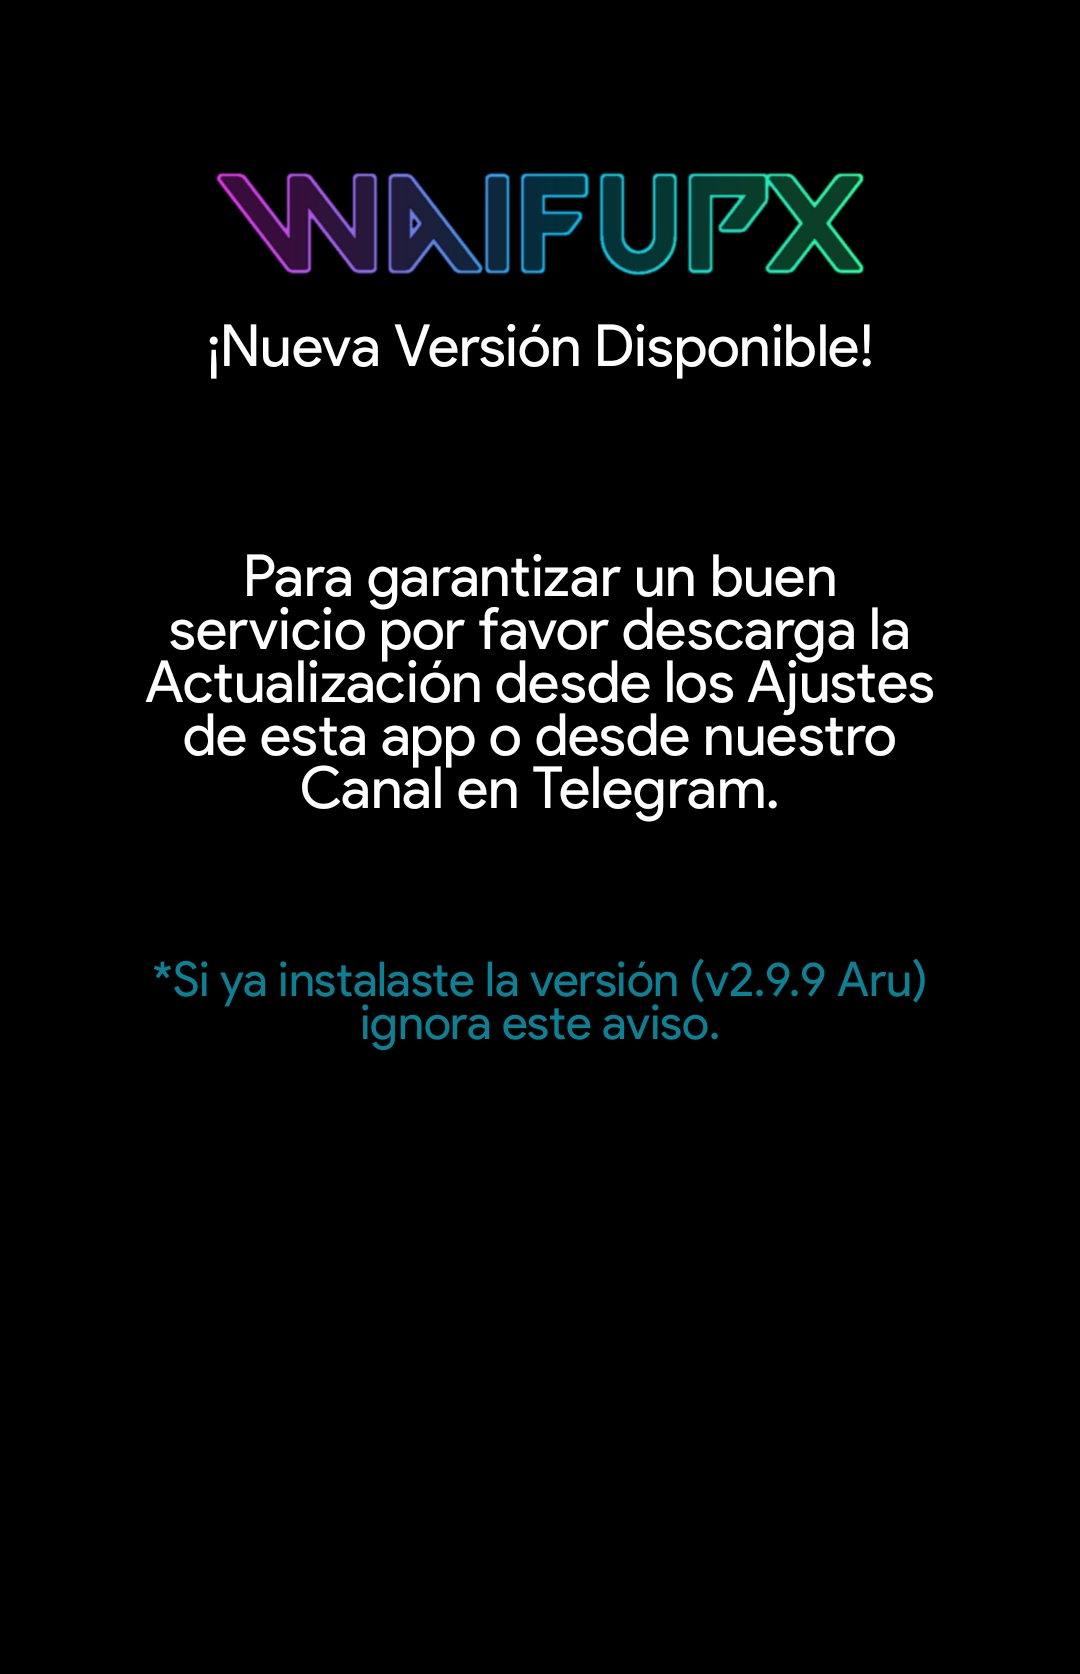 WAIFUPX
¡Nueva Versión Disponible!
Para garantizar un buen
servicio por favor descarga la
Actualización desde los Ajustes
de esta app o desde nuestro
Canal en Telegram.
*Si ya instalaste la versión (v2.9.9 Aru)
ignora este aviso.